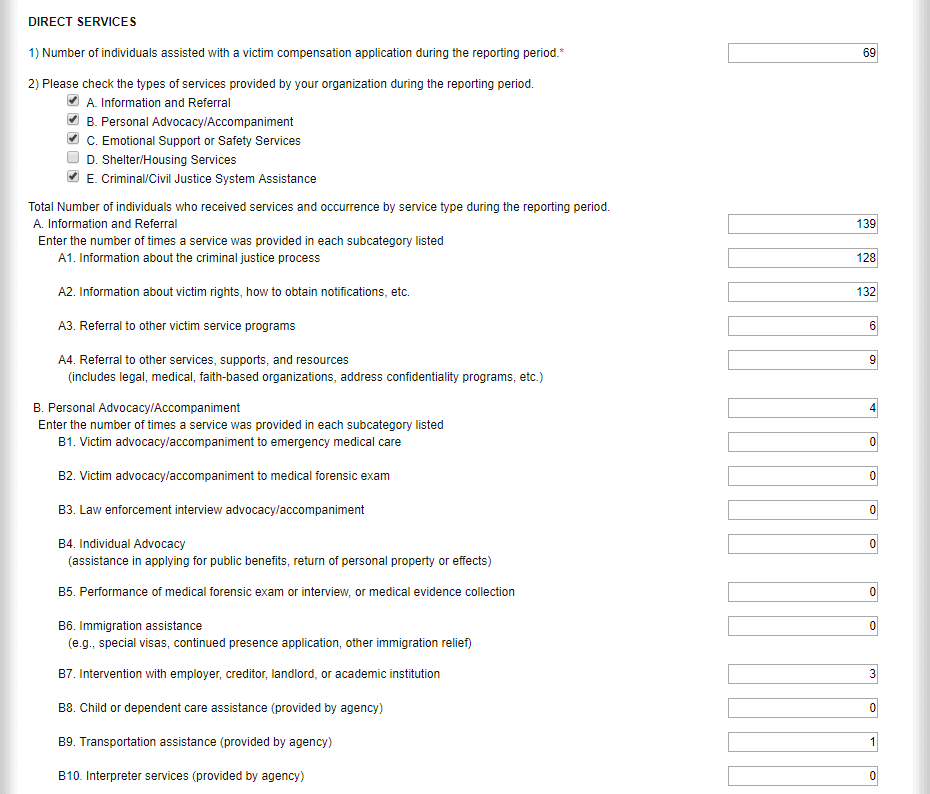 DIRECT SERVICES
1) Number of individuals assisted with a victim compensation application during the reporting period.* 69
2) Please check the types of services provided by your organization during the reporting period.
A. Information and Referral
B. Personal Advocacy/Accompaniment
C. Emotional Support or Safety Services
D. Shelter/Housing Services
E. Criminal/Civil Justice System Assistance
Total Number of individuals who received services and occurrence by service type during the reporting period.
A. Information and Referral 139
Enter the number of times a service was provided in each subcategory listed
A1. Information about the criminal justice process 128
A2. Information about victim rights, how to obtain notifications, etc. 132
A3. Referral to other victim service programs 6
A4. Referral to other services, supports, and resources 9
(includes legal, medical, faith-based organizations, address confidentiality programs, etc.)
B. Personal Advocacy/Accompaniment 4
Enter the number of times a service was provided in each subcategory listed
B1. Victim advocacy/accompaniment to emergency medical care 0
B2. Victim advocacy/accompaniment to medical forensic exam 0
B3. Law enforcement interview advocacy/accompaniment 0
B4. Individual Advocacy 0
(assistance in applying for public benefits, return of personal property or effects)
B5. Performance of medical forensic exam or interview, or medical evidence collection 0
B6. Immigration assistance 0
(e.g., special visas, continued presence application, other immigration relief)
B7. Intervention with employer, creditor, landlord, or academic institution 3
B8. Child or dependent care assistance (provided by agency) 0
B9. Transportation assistance (provided by agency) 1
B10. Interpreter services (provided by agency) 0